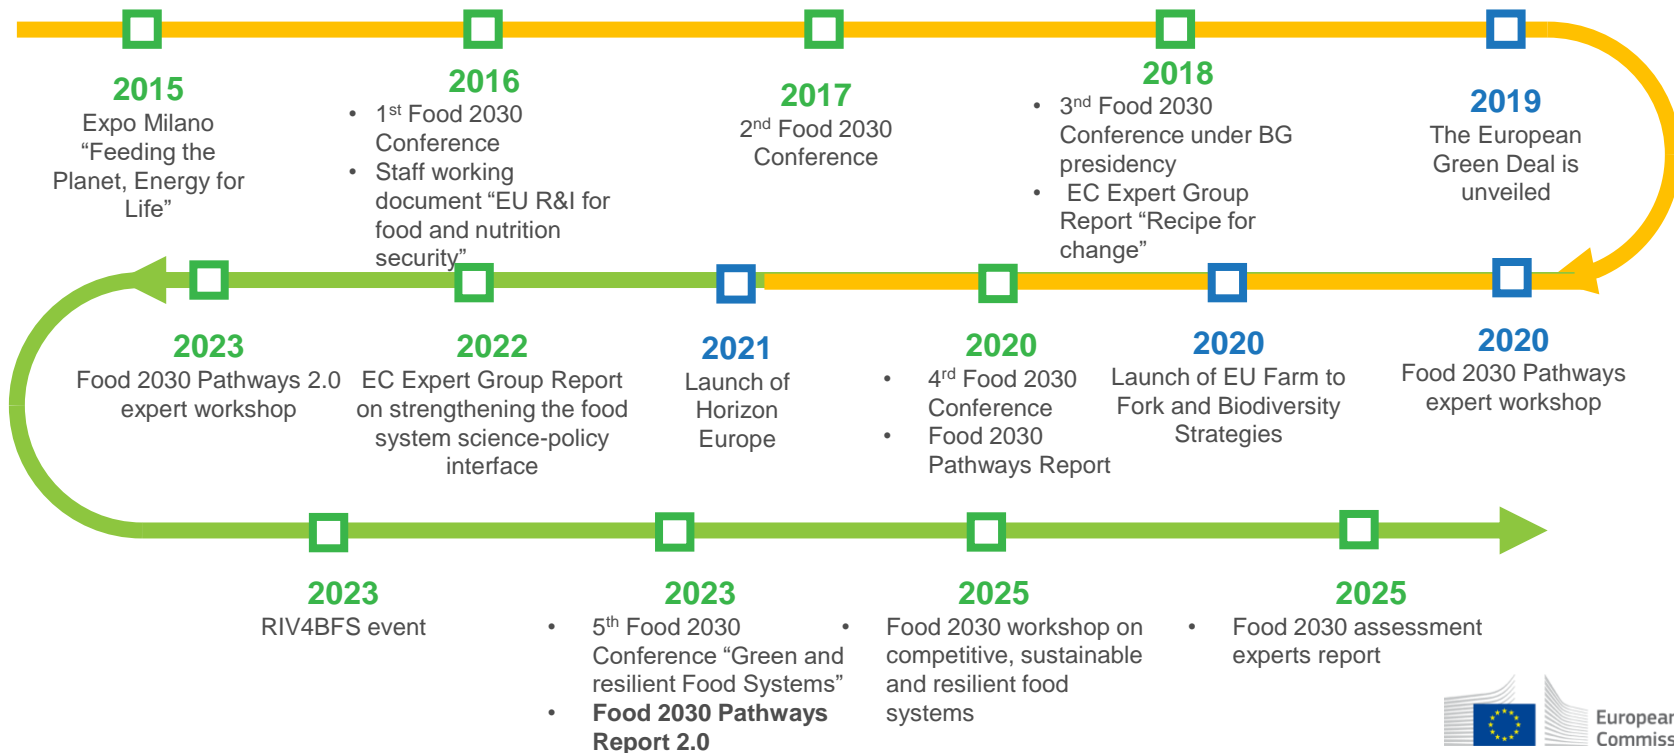 2015
Expo Milano
“Feeding the
Planet, Energy for
Life”
2016
• 1st Food 2030
Conference
• Staff working
document “EU R&I for
food and nutrition
security”
2017
2nd Food 2030
Conference
2018
• 3nd Food 2030
Conference under BG
presidency
• EC Expert Group
Report “Recipe for
change”
2019
The European
Green Deal is
unveiled
2023
Food 2030 Pathways 2.0
expert workshop
2022
EC Expert Group Report
on strengthening the food
system science-policy
interface
2021
Launch of
Horizon
Europe
2020
• 4rd Food 2030
Conference
• Food 2030
Pathways Report
2020
Launch of EU Farm to
Fork and Biodiversity
Strategies
2020
Food 2030 Pathways
expert workshop
2023
RIV4BFS event
2023
• 5th Food 2030
Conference “Green and
resilient Food Systems”
• Food 2030 Pathways
Report 2.0
2025
• Food 2030 workshop on
competitive, sustainable
and resilient food
systems
2025
• Food 2030 assessment
experts report
European
Commiss